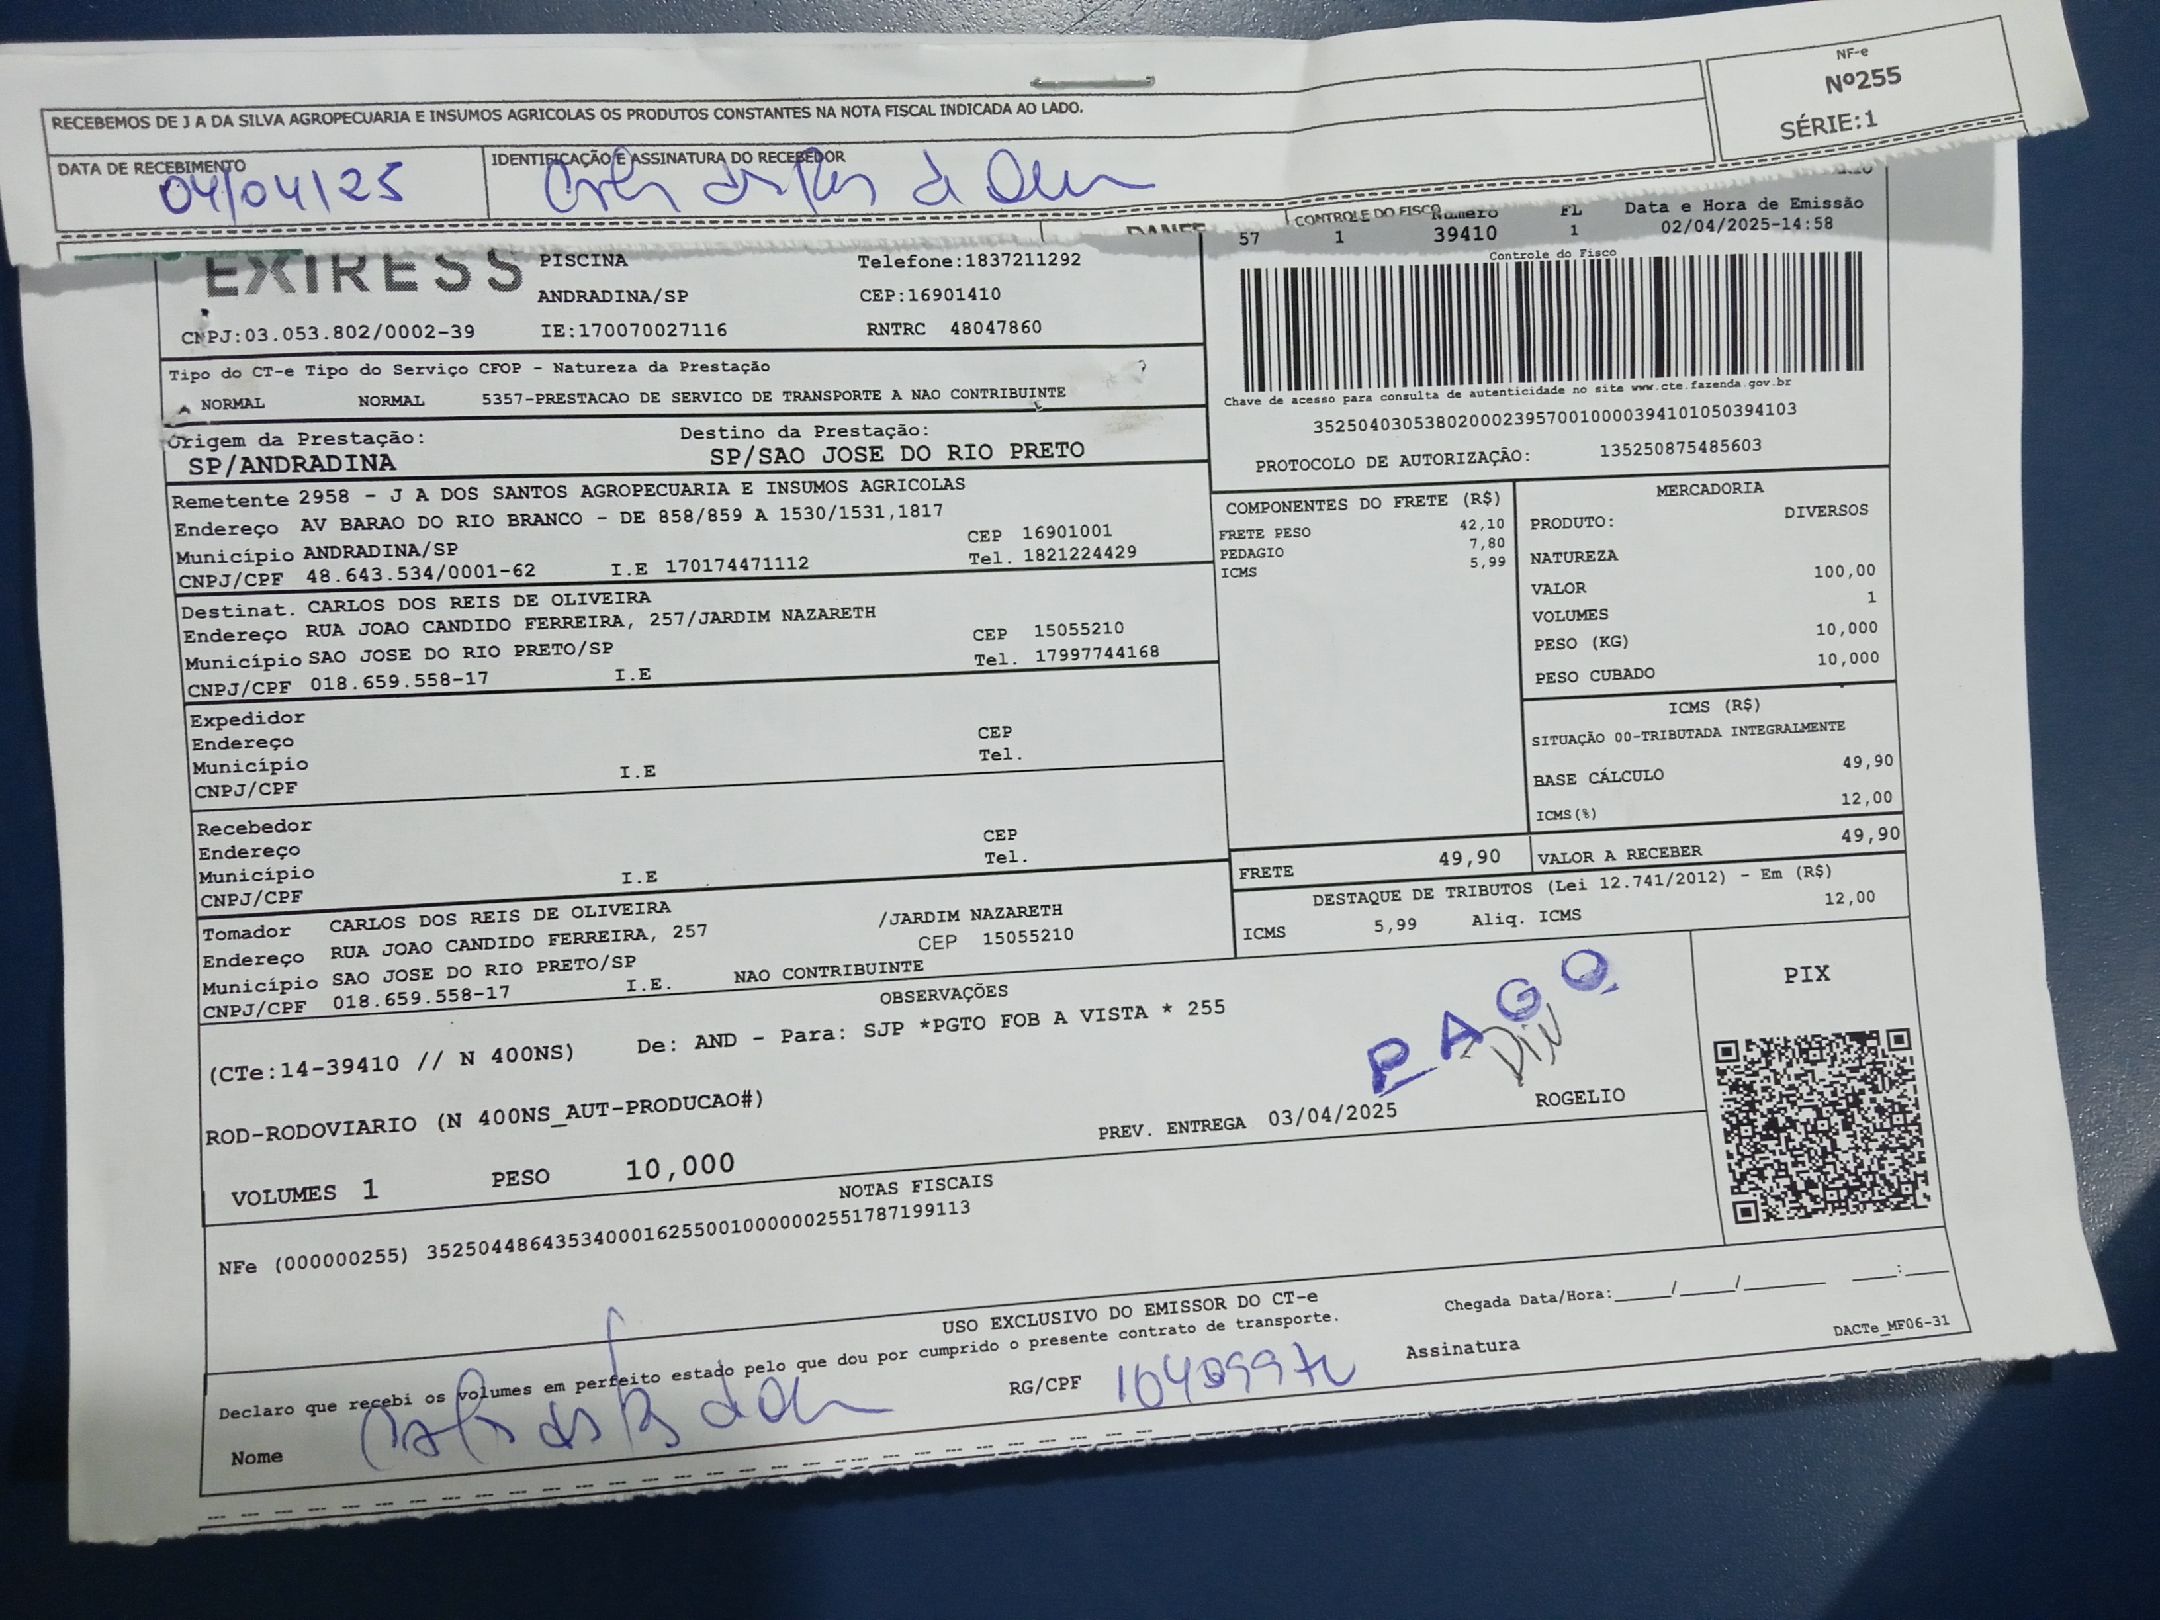 NF-e
Nº255
SÉRIE:1
RECEBEMOS DE J A DA SILVA AGROPECUARIA E INSUMOS AGRICOLAS OS PRODUTOS CONSTANTES NA NOTA FISCAL INDICADA AO LADO.
DATA DE RECEBIMENTO
04/04/25
IDENTIFICAÇÃO E ASSINATURA DO RECEBEDOR
DANFE
CONTROLE DO FISCO
Número FL Data e Hora de Emissão
57 1 39410 1 02/04/2025-14:58
Controle do Fisco
PISCINA Telefone:1837211292
ANDRADINA/SP CEP:16901410
CNPJ:03.053.802/0002-39 IE:170070027116 RNTRC 48047860
Tipo do CT-e Tipo do Serviço CFOP - Natureza da Prestação
NORMAL NORMAL 5357-PRESTACAO DE SERVICO DE TRANSPORTE A NAO CONTRIBUINTE
Chave de acesso para consulta de autenticidade no site www.cte.fazenda.gov.br
35250403053802000239570010000394101050394103
PROTOCOLO DE AUTORIZAÇÃO: 135250875485603
Origem da Prestação: Destino da Prestação:
SP/ANDRADINA SP/SAO JOSE DO RIO PRETO
Remetente 2958 - J A DOS SANTOS AGROPECUARIA E INSUMOS AGRICOLAS
Endereço AV BARAO DO RIO BRANCO - DE 858/859 A 1530/1531,1817
Município ANDRADINA/SP CEP 16901001
CNPJ/CPF 48.643.534/0001-62 I.E 170174471112 Tel. 1821224429
Destinat. CARLOS DOS REIS DE OLIVEIRA
Endereço RUA JOAO CANDIDO FERREIRA, 257/JARDIM NAZARETH
Município SAO JOSE DO RIO PRETO/SP CEP 15055210
CNPJ/CPF 018.659.558-17 I.E Tel. 17997744168
Expedidor
Endereço CEP
Município Tel.
CNPJ/CPF I.E
Recebedor
Endereço CEP
Município Tel.
CNPJ/CPF I.E
Tomador CARLOS DOS REIS DE OLIVEIRA
Endereço RUA JOAO CANDIDO FERREIRA, 257 /JARDIM NAZARETH
Município SAO JOSE DO RIO PRETO/SP CEP 15055210
CNPJ/CPF 018.659.558-17 I.E. NAO CONTRIBUINTE
COMPONENTES DO FRETE (R$)
FRETE PESO 42,10
PEDAGIO 7,80
ICMS 5,99
MERCADORIA
PRODUTO: DIVERSOS
NATUREZA
VALOR 100,00
VOLUMES 1
PESO (KG) 10,000
PESO CUBADO 10,000
ICMS (R$)
SITUAÇÃO 00-TRIBUTADA INTEGRALMENTE
BASE CÁLCULO 49,90
ICMS(%) 12,00
FRETE 49,90 VALOR A RECEBER 49,90
DESTAQUE DE TRIBUTOS (Lei 12.741/2012) - Em (R$)
ICMS 5,99 Aliq. ICMS 12,00
OBSERVAÇÕES
(CTe:14-39410 // N 400NS) De: AND - Para: SJP *PGTO FOB A VISTA * 255
PAGO
PIX
ROD-RODOVIARIO (N 400NS_AUT-PRODUCAO#)
PREV. ENTREGA 03/04/2025 ROGELIO
VOLUMES 1 PESO 10,000
NOTAS FISCAIS
NFe (000000255) 35250448643534000162550010000002551787199113
USO EXCLUSIVO DO EMISSOR DO CT-e
Declaro que recebi os volumes em perfeito estado pelo que dou por cumprido o presente contrato de transporte.
Chegada Data/Hora:_____/_____/_______ ____:____
Nome
RG/CPF
Assinatura
DACTe_MF06-31